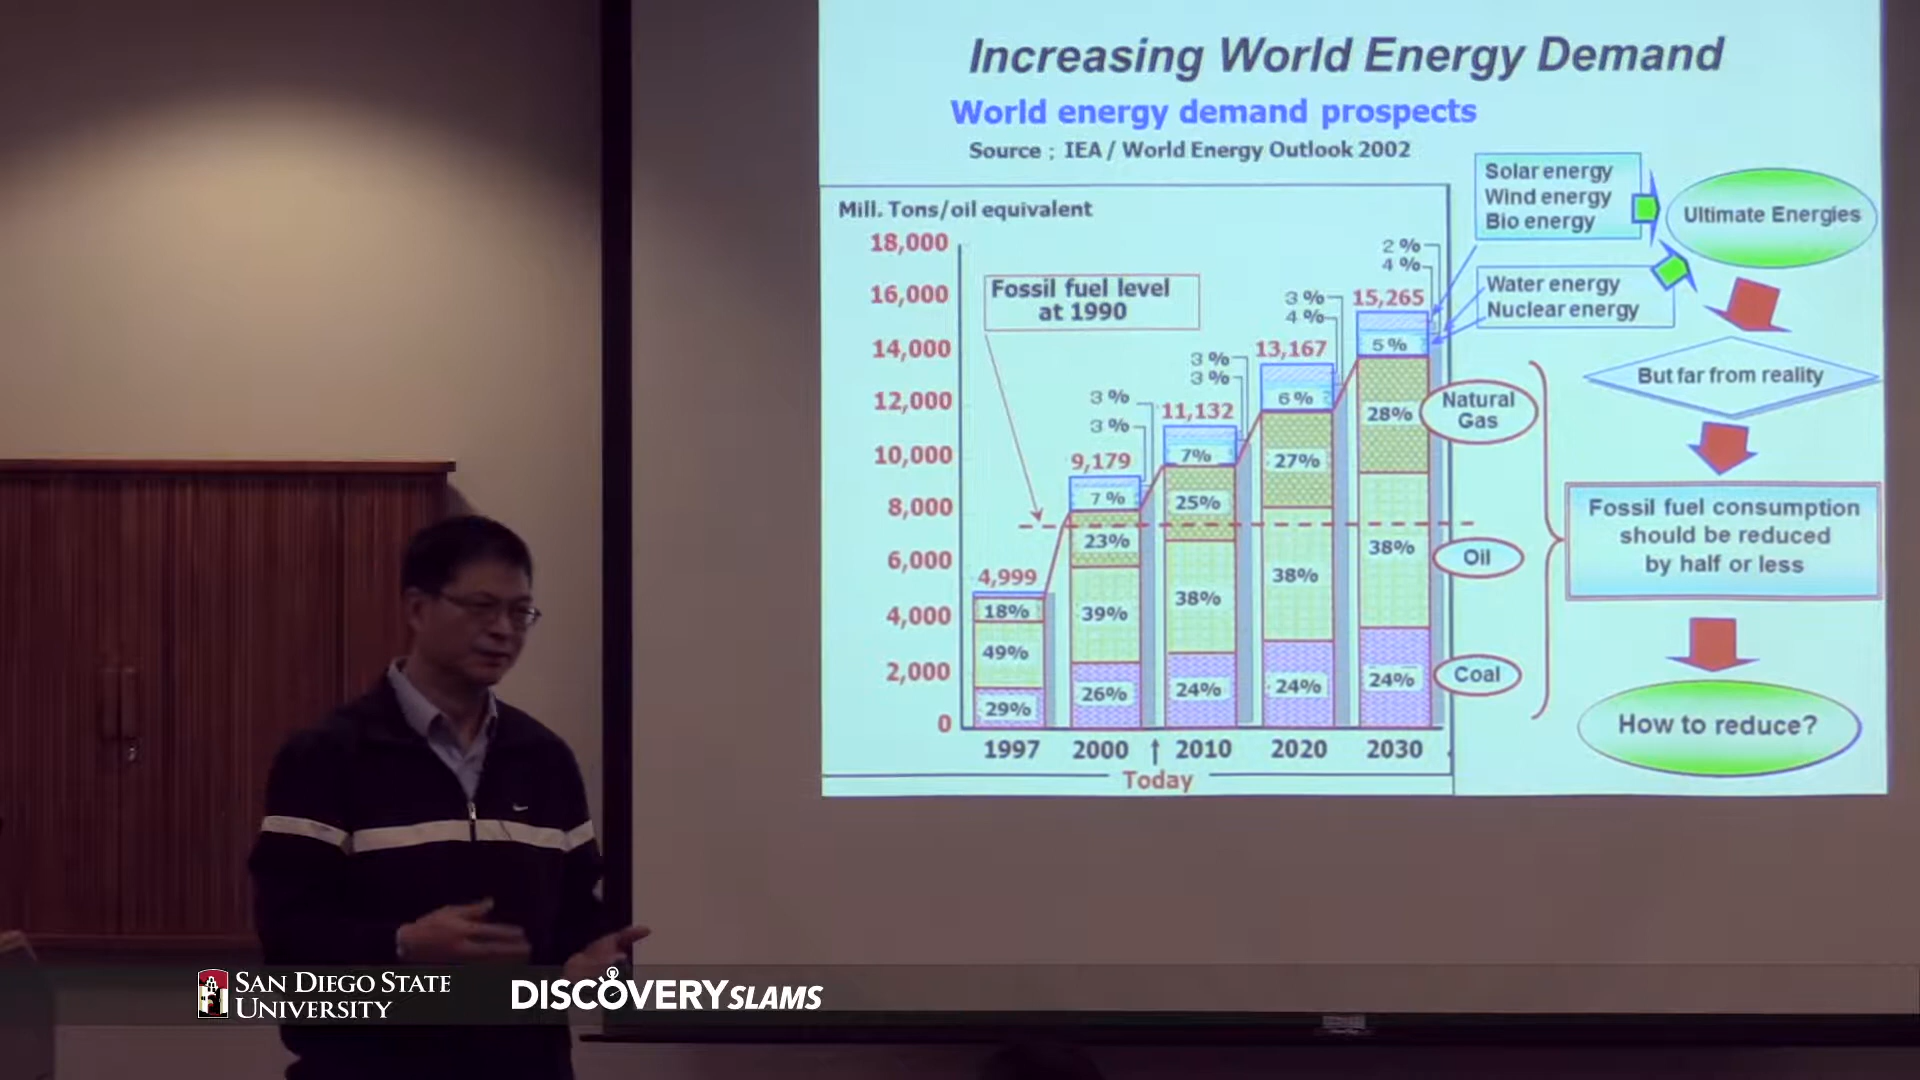 Increasing World Energy Demand
World energy demand prospects
Source ; IEA / World Energy Outlook 2002
Mill. Tons/oil equivalent
18,000
16,000
14,000
12,000
10,000
8,000
6,000
4,000
2,000
0
Fossil fuel level
at 1990
4,999
18%
49%
29%
1997
3 %
3 %
9,179
7 %
23%
39%
26%
2000
3 %
3 %
11,132
7%
25%
38%
24%
2010
3 %
4 %
13,167
6 %
27%
38%
24%
2020
2 %
4 %
15,265
5 %
28%
38%
24%
2030
↑
Today
Solar energy
Wind energy
Bio energy
Water energy
Nuclear energy
Natural
Gas
Oil
Coal
Ultimate Energies
But far from reality
Fossil fuel consumption
should be reduced
by half or less
How to reduce?
SAN DIEGO STATE
UNIVERSITY
DISCOVERY SLAMS